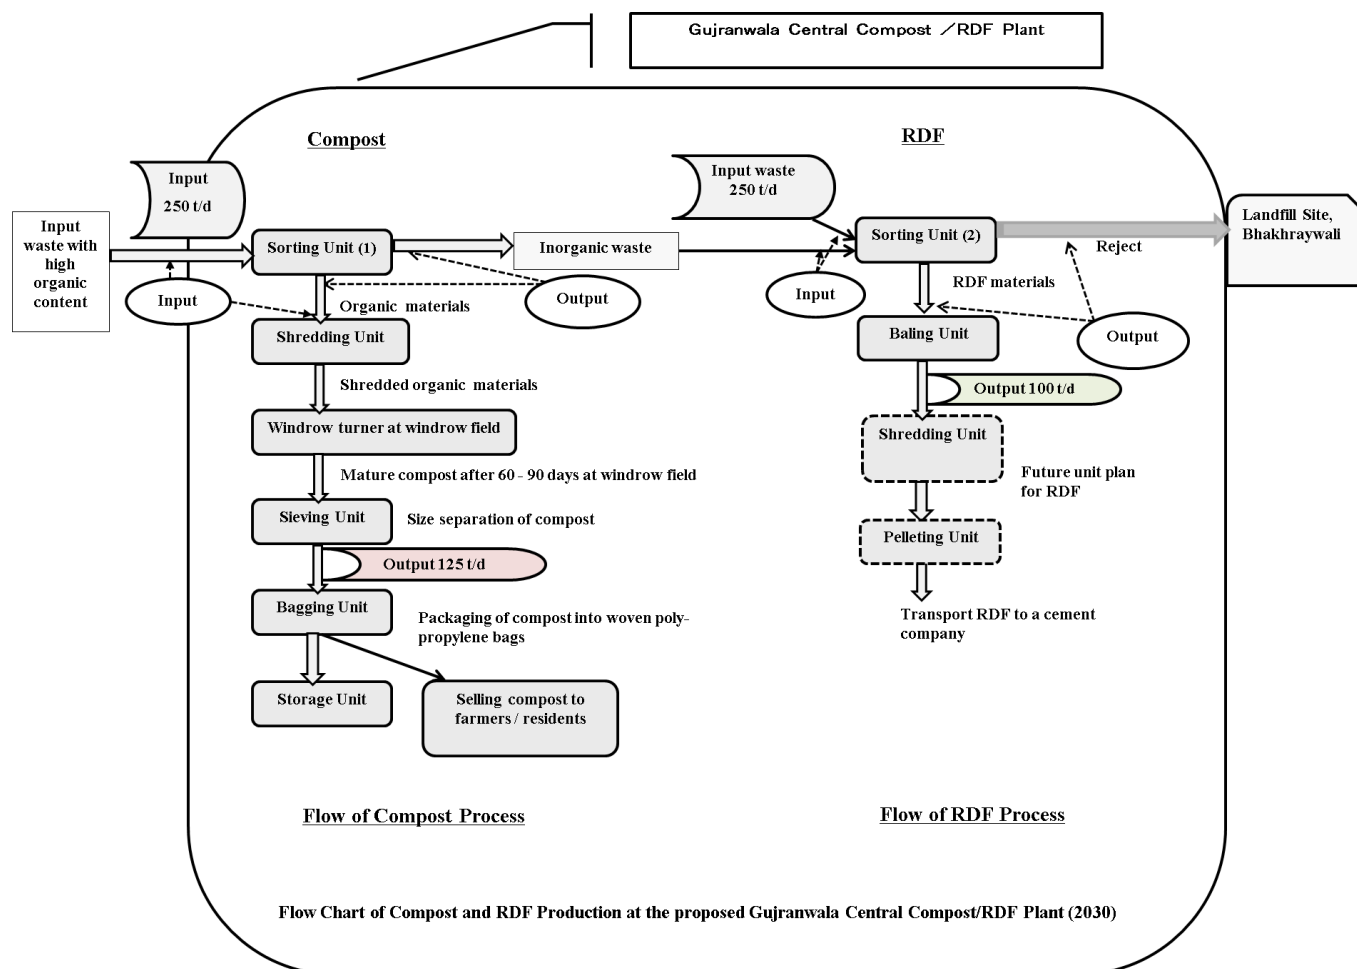 Gujranwala Central Compost ／RDF Plant
Compost
RDF
Input
250 t/d
Input waste
250 t/d
Input
waste with
high
organic
content
Sorting Unit (1)
Inorganic waste
Sorting Unit (2)
Reject
Landfill Site,
Bhakhraywali
Input
Output
Organic materials
Input
RDF materials
Output
Shredding Unit
Baling Unit
Shredded organic materials
Output 100 t/d
Windrow turner at windrow field
Shredding Unit
Mature compost after 60 - 90 days at windrow field
Future unit plan
for RDF
Sieving Unit
Size separation of compost
Pelleting Unit
Output 125 t/d
Bagging Unit
Packaging of compost into woven poly-
propylene bags
Transport RDF to a cement
company
Storage Unit
Selling compost to
farmers / residents
Flow of Compost Process
Flow of RDF Process
Flow Chart of Compost and RDF Production at the proposed Gujranwala Central Compost/RDF Plant (2030)